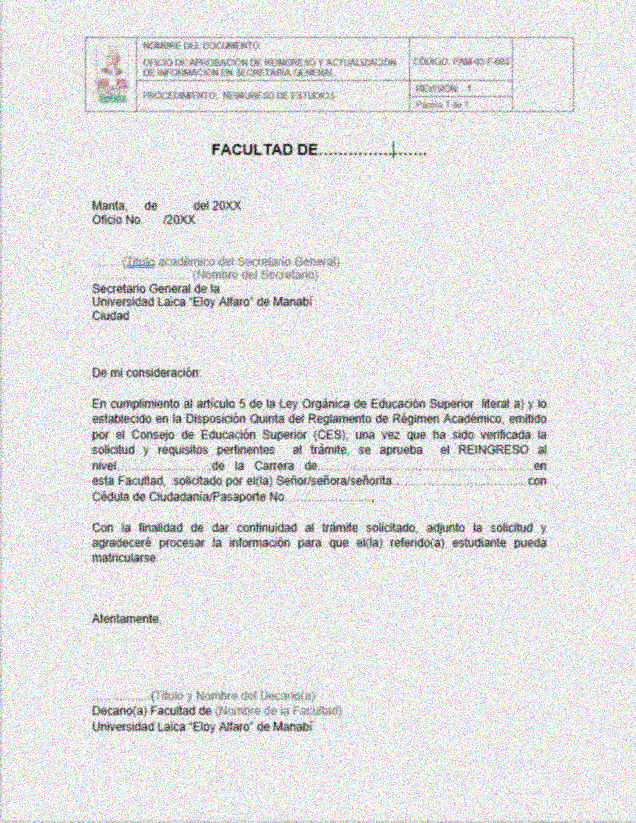 NOMBRE DEL DOCUMENTO:
OFICIO DE APROBACIÓN DE REINGRESO Y ACTUALIZACIÓN
DE INFORMACIÓN EN SECRETARÍA GENERAL
CÓDIGO:
REVISIÓN: 1
PROCEDIMIENTO: REINGRESO DE ESTUDIOS
Página 1 de 1
FACULTAD DE.....................
Manta, de del 20XX
Oficio No. /20XX
.........(Título académico del Secretario General)
..............................(Nombre del Secretario)
Secretario General de la
Universidad Laica "Eloy Alfaro" de Manabí
Ciudad
De mi consideración:
En cumplimiento al artículo 5 de la Ley Orgánica de Educación Superior literal a) y lo
establecido en la Disposición Quinta del Reglamento de Régimen Académico, emitido
por el Consejo de Educación Superior (CES), una vez que ha sido verificada la
solicitud y requisitos pertinentes al trámite, se aprueba el REINGRESO al
nivel..........................de la Carrera de............................................................en
esta Facultad, solicitado por el(la) Señor/señora/señorita......................................con
Cédula de Ciudadanía/Pasaporte No..........................,
Con la finalidad de dar continuidad al trámite solicitado, adjunto la solicitud y
agradeceré procesar la información para que el(la) referido(a) estudiante pueda
matricularse.
Atentamente,
.................(Título y Nombre del Decano(a)
Decano(a) Facultad de (Nombre de la Facultad)
Universidad Laica "Eloy Alfaro" de Manabí